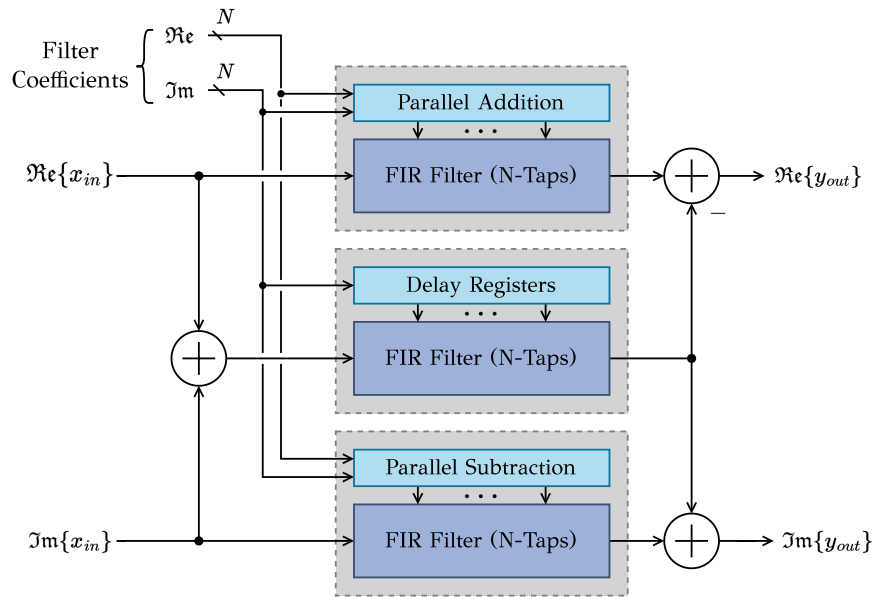 N
ℜe
Filter
Coefficients
N
ℑm
Parallel Addition
...
FIR Filter (N-Taps)
ℜe{x_in}
ℜe{y_out}
−
Delay Registers
...
FIR Filter (N-Taps)
Parallel Subtraction
...
FIR Filter (N-Taps)
ℑm{x_in}
ℑm{y_out}